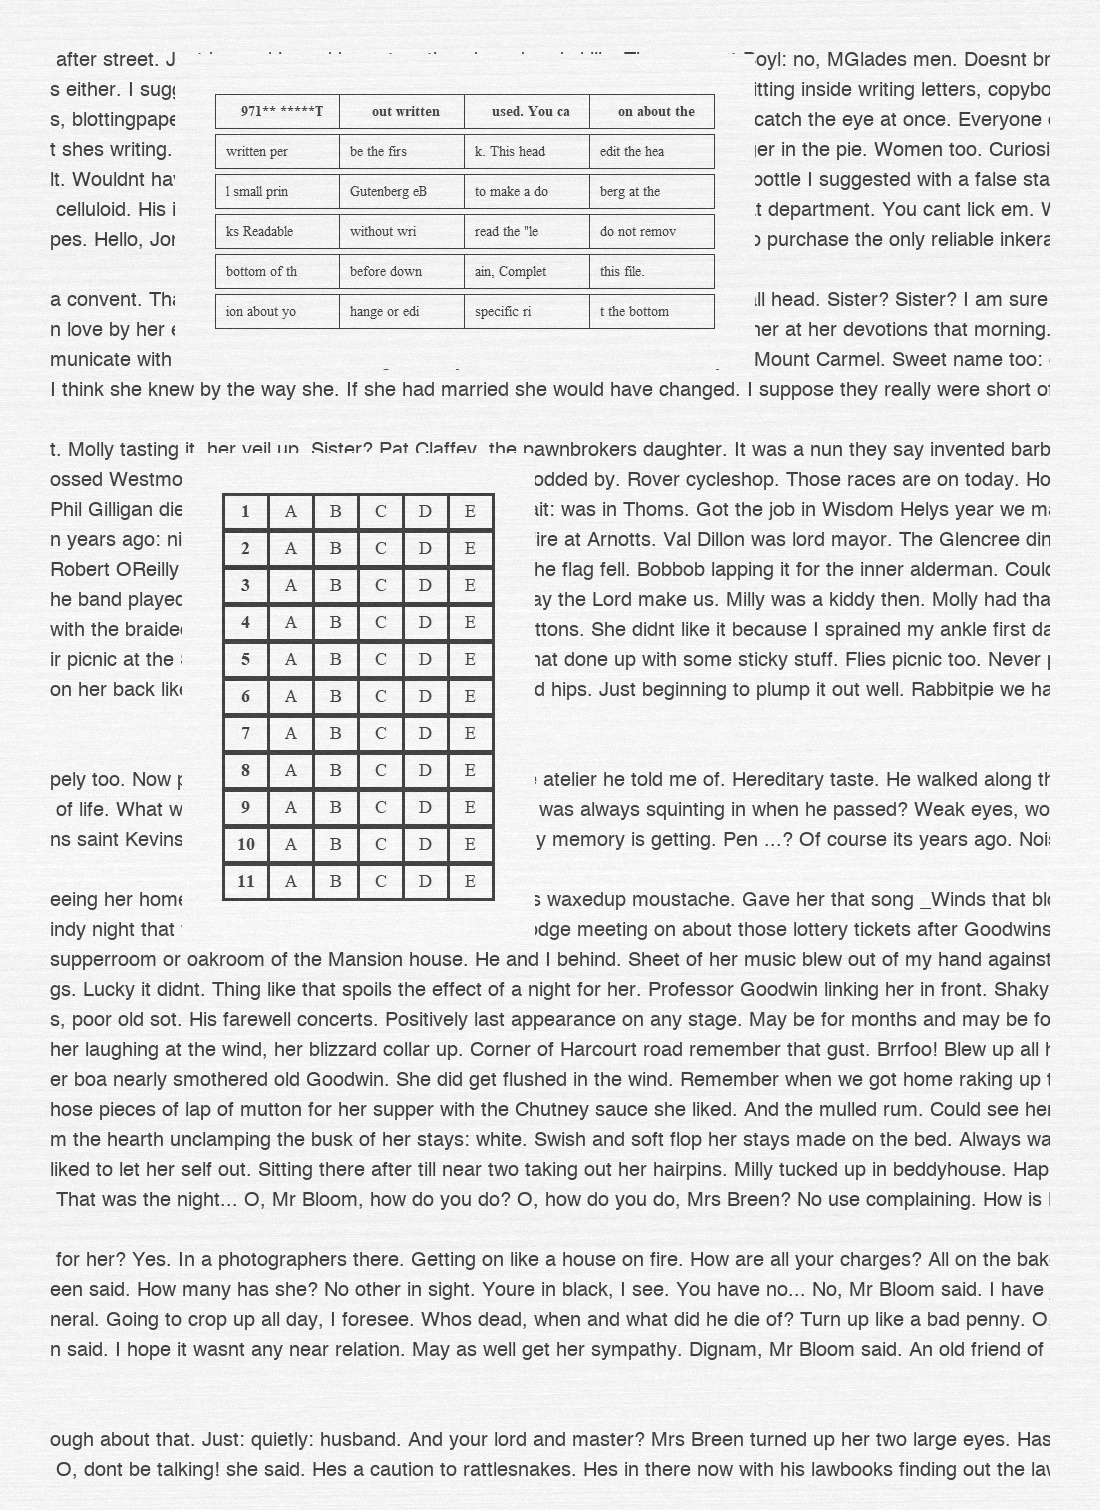 after street. J oyl: no, MGlades men. Doesnt br
s either. I sugg itting inside writing letters, copybo
s, blottingpape catch the eye at once. Everyone
t shes writing. er in the pie. Women too. Curiosi
lt. Wouldnt hav bottle I suggested with a false sta
celluloid. His i t department. You cant lick em. W
pes. Hello, Jor purchase the only reliable inkera
971** *****T out written used. You ca on about the
written per be the firs k. This head edit the hea
l small prin Gutenberg eB to make a do berg at the
ks Readable without wri read the "le do not remov
bottom of th before down ain, Complet this file.
ion about yo hange or edi specific ri t the bottom
a convent. Tha ll head. Sister? Sister? I am sure
n love by her e her at her devotions that morning.
municate with Mount Carmel. Sweet name too:
I think she knew by the way she. If she had married she would have changed. I suppose they really were short of
t. Molly tasting it, her veil up. Sister? Pat Claffey, the pawnbrokers daughter. It was a nun they say invented barb
ossed Westmo odded by. Rover cycleshop. Those races are on today. Ho
Phil Gilligan die ait: was in Thoms. Got the job in Wisdom Helys year we ma
n years ago: ni ire at Arnotts. Val Dillon was lord mayor. The Glencree din
Robert OReilly he flag fell. Bobbob lapping it for the inner alderman. Could
he band played ay the Lord make us. Milly was a kiddy then. Molly had tha
with the braide ttons. She didnt like it because I sprained my ankle first da
ir picnic at the hat done up with some sticky stuff. Flies picnic too. Never
on her back like d hips. Just beginning to plump it out well. Rabbitpie we ha
1 A B C D E
2 A B C D E
3 A B C D E
4 A B C D E
5 A B C D E
6 A B C D E
7 A B C D E
8 A B C D E
9 A B C D E
10 A B C D E
11 A B C D E
pely too. Now p atelier he told me of. Hereditary taste. He walked along th
of life. What w was always squinting in when he passed? Weak eyes, wo
ns saint Kevins y memory is getting. Pen ...? Of course its years ago. Nois
eeing her home s waxedup moustache. Gave her that song _Winds that blo
indy night that odge meeting on about those lottery tickets after Goodwins
supperroom or oakroom of the Mansion house. He and I behind. Sheet of her music blew out of my hand against
gs. Lucky it didnt. Thing like that spoils the effect of a night for her. Professor Goodwin linking her in front. Shaky
s, poor old sot. His farewell concerts. Positively last appearance on any stage. May be for months and may be fo
her laughing at the wind, her blizzard collar up. Corner of Harcourt road remember that gust. Brrfoo! Blew up all h
er boa nearly smothered old Goodwin. She did get flushed in the wind. Remember when we got home raking up t
hose pieces of lap of mutton for her supper with the Chutney sauce she liked. And the mulled rum. Could see her
m the hearth unclamping the busk of her stays: white. Swish and soft flop her stays made on the bed. Always wa
liked to let her self out. Sitting there after till near two taking out her hairpins. Milly tucked up in beddyhouse. Hap
That was the night... O, Mr Bloom, how do you do? O, how do you do, Mrs Breen? No use complaining. How is
for her? Yes. In a photographers there. Getting on like a house on fire. How are all your charges? All on the bak
een said. How many has she? No other in sight. Youre in black, I see. You have no... No, Mr Bloom said. I have
neral. Going to crop up all day, I foresee. Whos dead, when and what did he die of? Turn up like a bad penny. O
n said. I hope it wasnt any near relation. May as well get her sympathy. Dignam, Mr Bloom said. An old friend of
ough about that. Just: quietly: husband. And your lord and master? Mrs Breen turned up her two large eyes. Has
O, dont be talking! she said. Hes a caution to rattlesnakes. Hes in there now with his lawbooks finding out the la